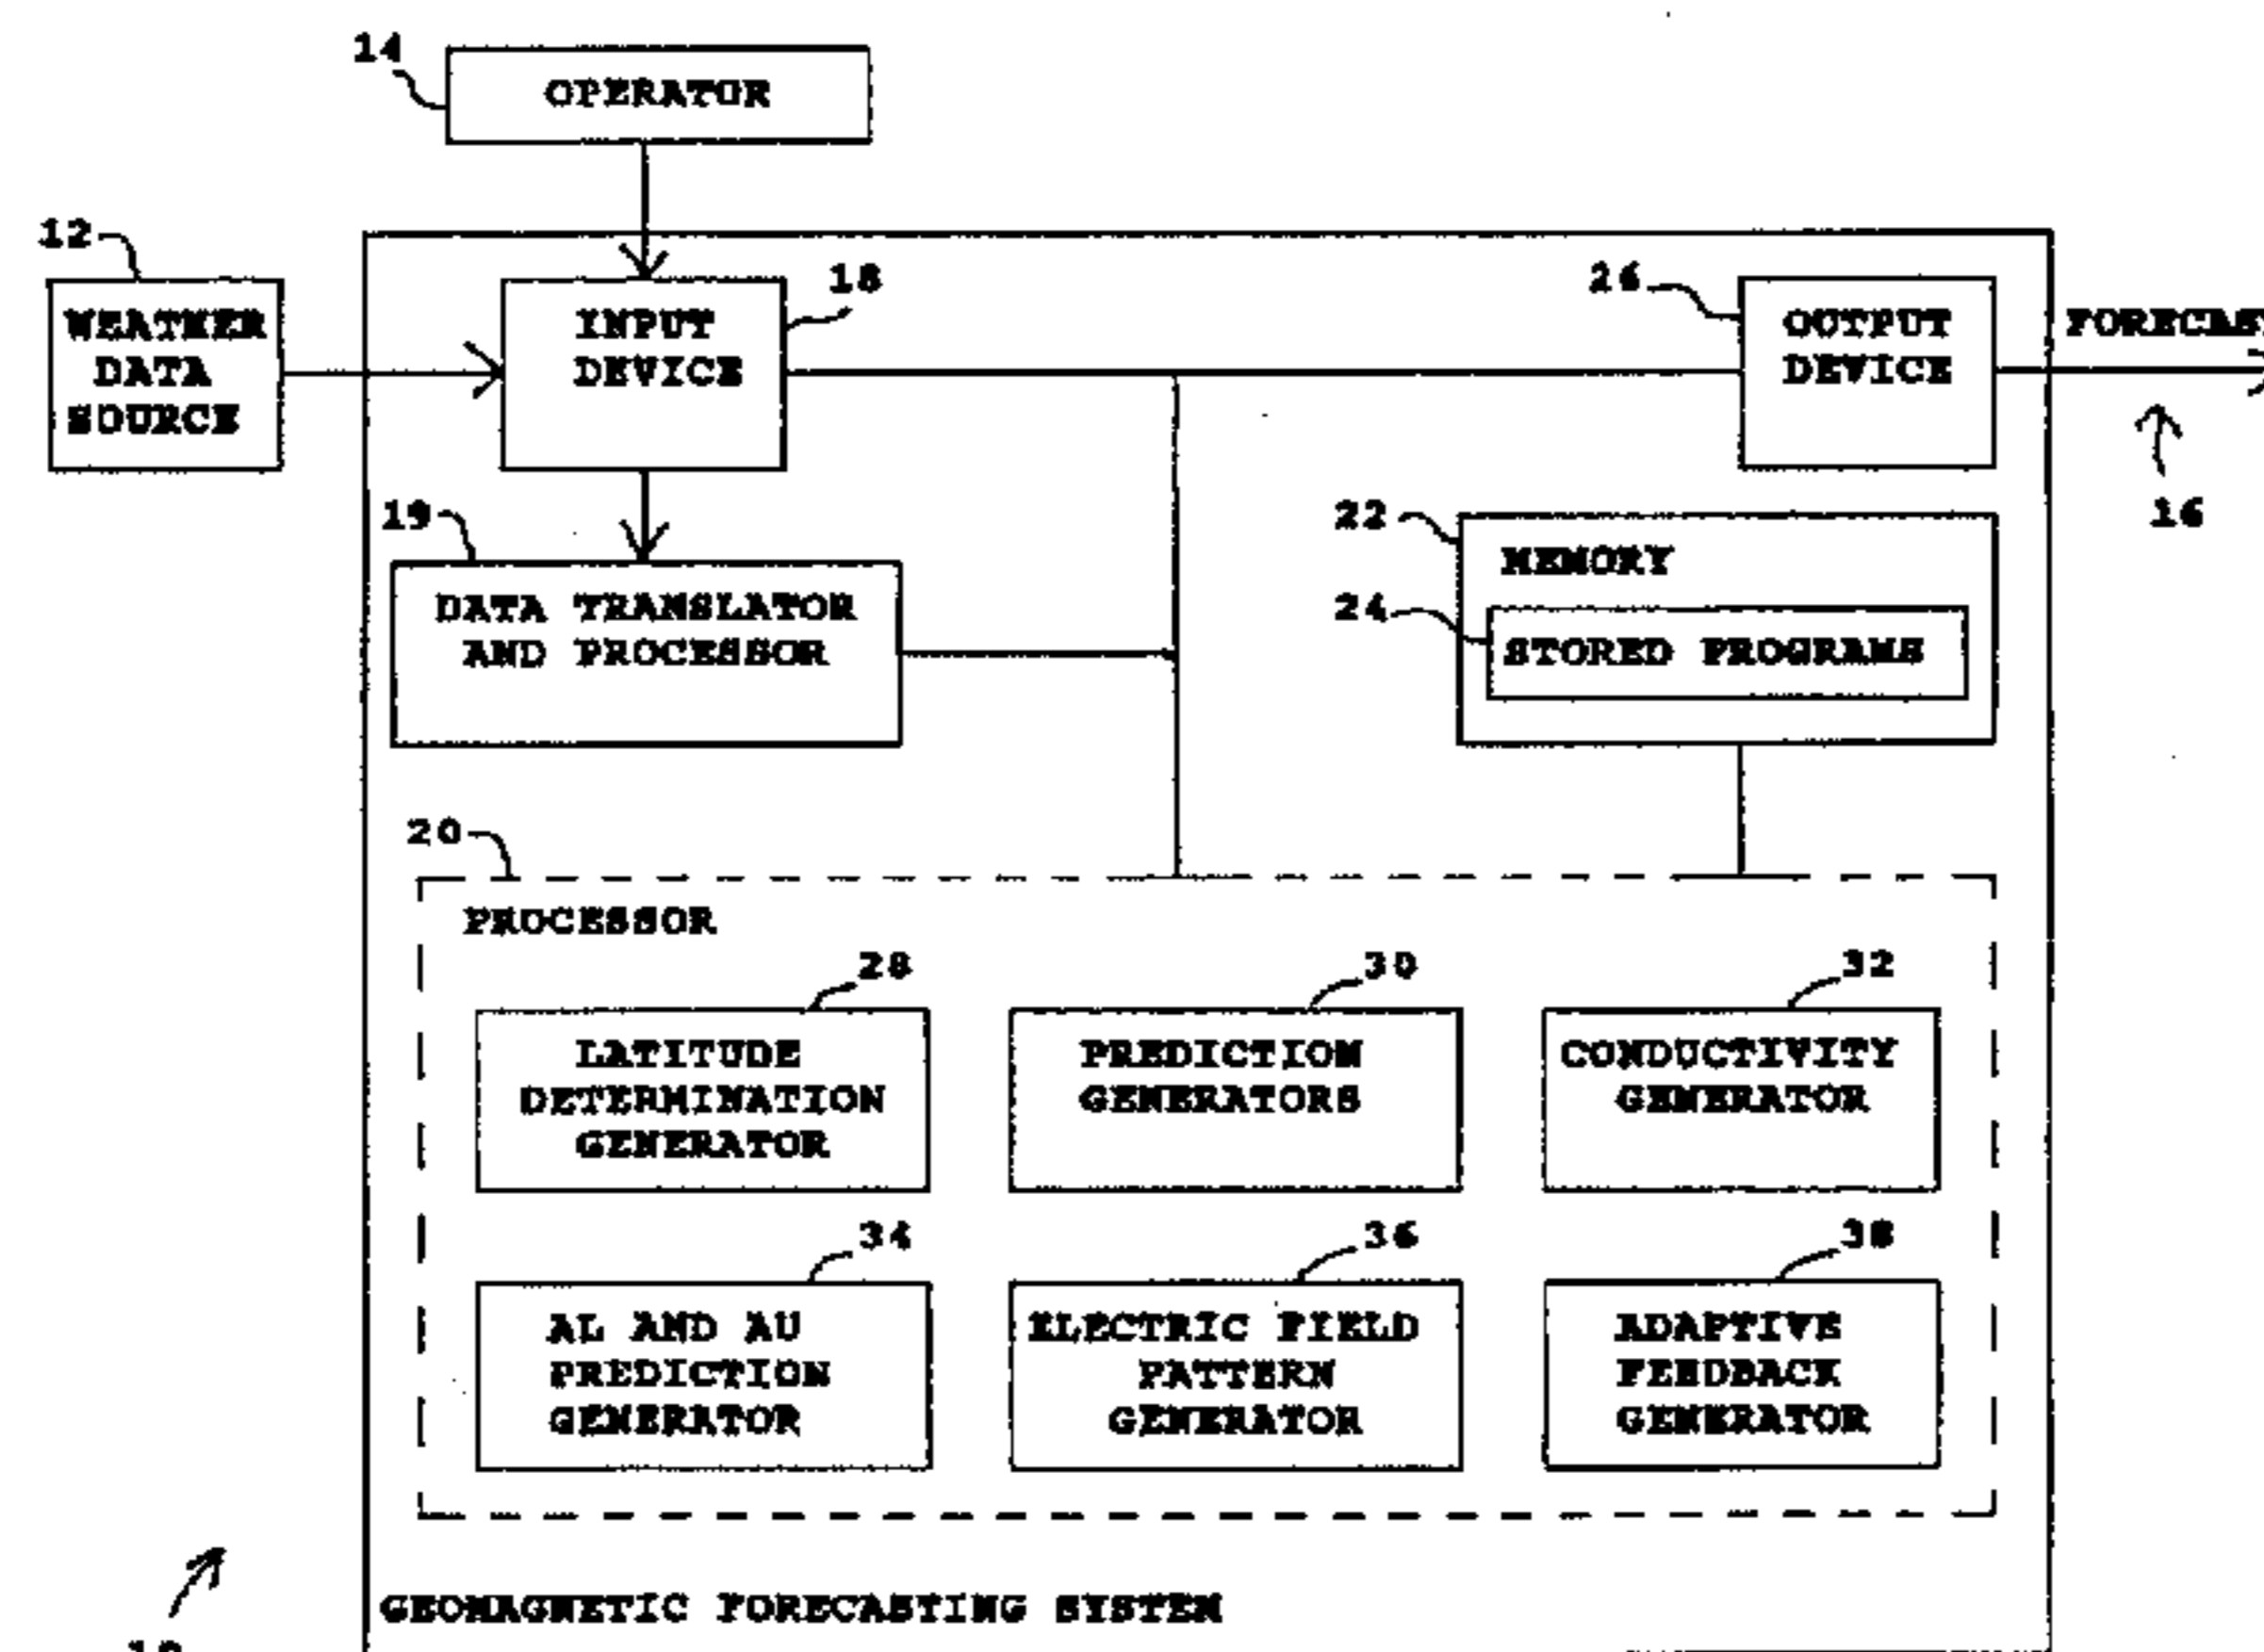 14
OPERATOR
12
WEATHER
DATA
SOURCE
INPUT
DEVICE
18
26
OUTPUT
DEVICE
FORECAST
16
19
DATA TRANSLATOR
AND PROCESSOR
22
MEMORY
24
STORED PROGRAMS
20
PROCESSOR
28
LATITUDE
DETERMINATION
GENERATOR
30
PREDICTION
GENERATORS
32
CONDUCTIVITY
GENERATOR
34
AL AND AU
PREDICTION
GENERATOR
36
ELECTRIC FIELD
PATTERN
GENERATOR
38
ADAPTIVE
FEEDBACK
GENERATOR
GEOMAGNETIC FORECASTING SYSTEM